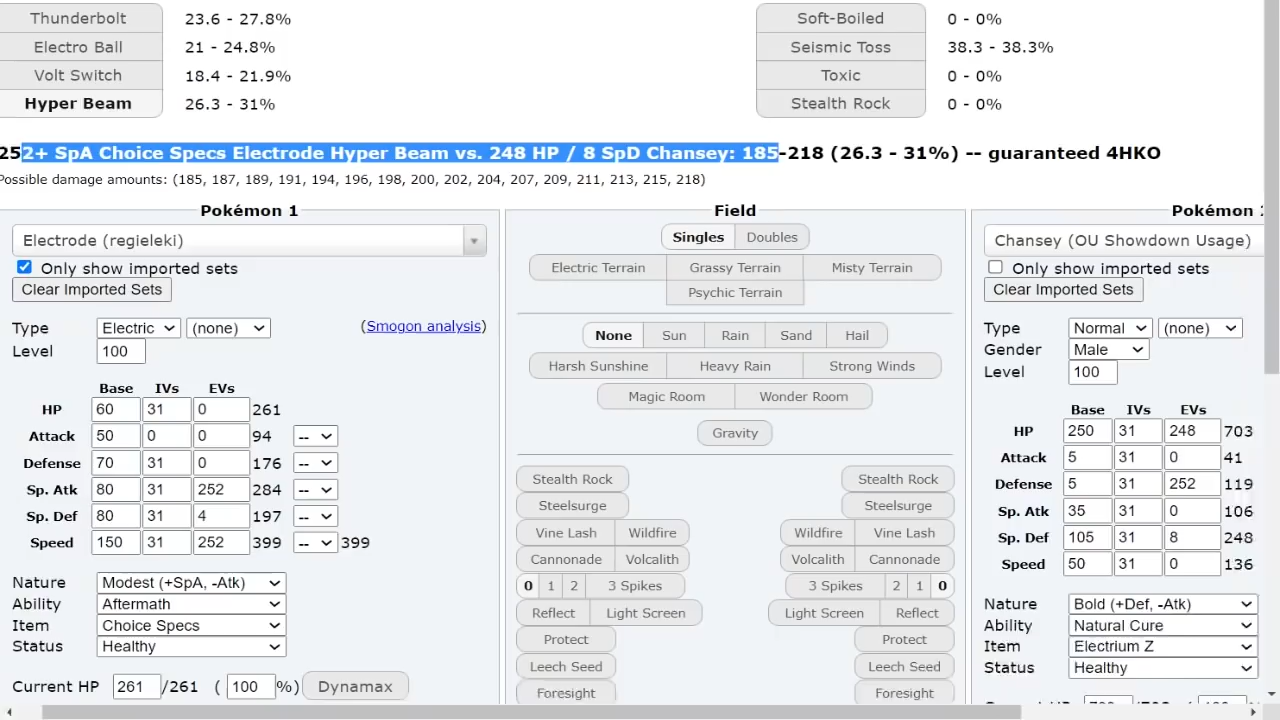 Thunderbolt 23.6 - 27.8% Soft-Boiled 0 - 0%
Electro Ball 21 - 24.8% Seismic Toss 38.3 - 38.3%
Volt Switch 18.4 - 21.9% Toxic 0 - 0%
Hyper Beam 26.3 - 31% Stealth Rock 0 - 0%
252+ SpA Choice Specs Electrode Hyper Beam vs. 248 HP / 8 SpD Chansey: 185-218 (26.3 - 31%) -- guaranteed 4HKO
Possible damage amounts: (185, 187, 189, 191, 194, 196, 198, 200, 202, 204, 207, 209, 211, 213, 215, 218)
Pokémon 1
Electrode (regieleki)
Only show imported sets
Clear Imported Sets
Type Electric (none) (Smogon analysis)
Level 100
Base IVs EVs
HP 60 31 0 261
Attack 50 0 0 94 --
Defense 70 31 0 176 --
Sp. Atk 80 31 252 284 --
Sp. Def 80 31 4 197 --
Speed 150 31 252 399 -- 399
Nature Modest (+SpA, -Atk)
Ability Aftermath
Item Choice Specs
Status Healthy
Current HP 261 /261 ( 100 %) Dynamax
Field
Singles Doubles
Electric Terrain Grassy Terrain Misty Terrain
Psychic Terrain
None Sun Rain Sand Hail
Harsh Sunshine Heavy Rain Strong Winds
Magic Room Wonder Room
Gravity
Stealth Rock Stealth Rock
Steelsurge Steelsurge
Vine Lash Wildfire Wildfire Vine Lash
Cannonade Volcalith Volcalith Cannonade
0 1 2 3 Spikes 3 Spikes 2 1 0
Reflect Light Screen Light Screen Reflect
Protect Protect
Leech Seed Leech Seed
Foresight Foresight
Pokémon
Chansey (OU Showdown Usage)
Only show imported sets
Clear Imported Sets
Type Normal (none)
Gender Male
Level 100
Base IVs EVs
HP 250 31 248 703
Attack 5 31 0 41
Defense 5 31 252 119
Sp. Atk 35 31 0 106
Sp. Def 105 31 8 248
Speed 50 31 0 136
Nature Bold (+Def, -Atk)
Ability Natural Cure
Item Electrium Z
Status Healthy